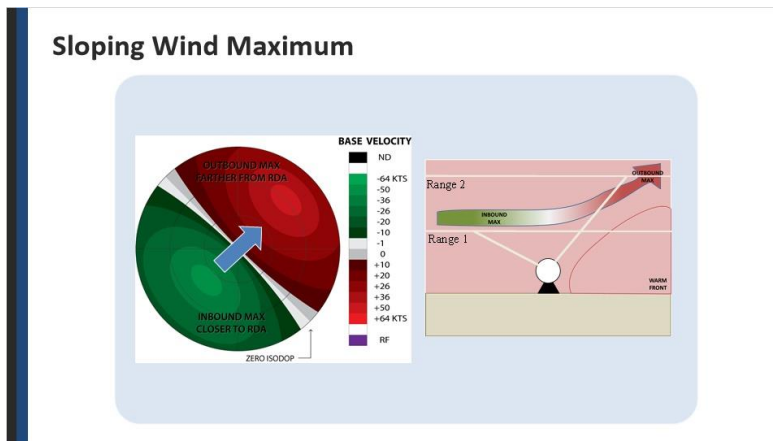 Sloping Wind Maximum
BASE VELOCITY
OUTBOUND MAX
FARTHER FROM RDA
INBOUND MAX
CLOSER TO RDA
ZERO ISODOP
ND
-64 KTS
-50
-36
-26
-20
-10
-1
0
+10
+20
+26
+36
+50
+64 KTS
RF
Range 2
OUTBOUND
MAX
INBOUND
MAX
Range 1
WARM
FRONT